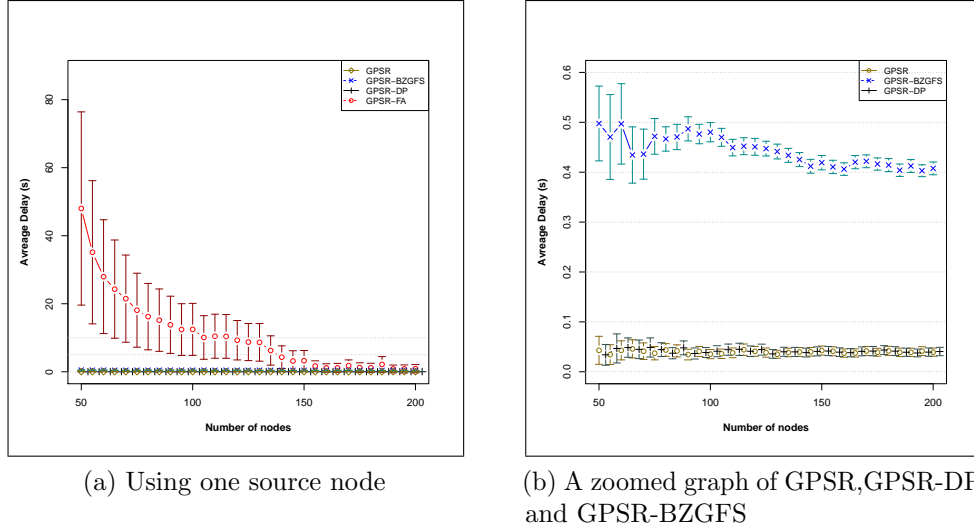 GPSR
GPSR-BZGFS
GPSR-DP
GPSR-FA
80
60
40
20
0
Avreage Delay (s)
50
100
150
200
Number of nodes
(a) Using one source node
GPSR
GPSR-BZGFS
GPSR-DP
0.6
0.5
0.4
0.3
0.2
0.1
0.0
Avreage Delay (s)
50
100
150
200
Number of nodes
(b) A zoomed graph of GPSR,GPSR-DP
and GPSR-BZGFS